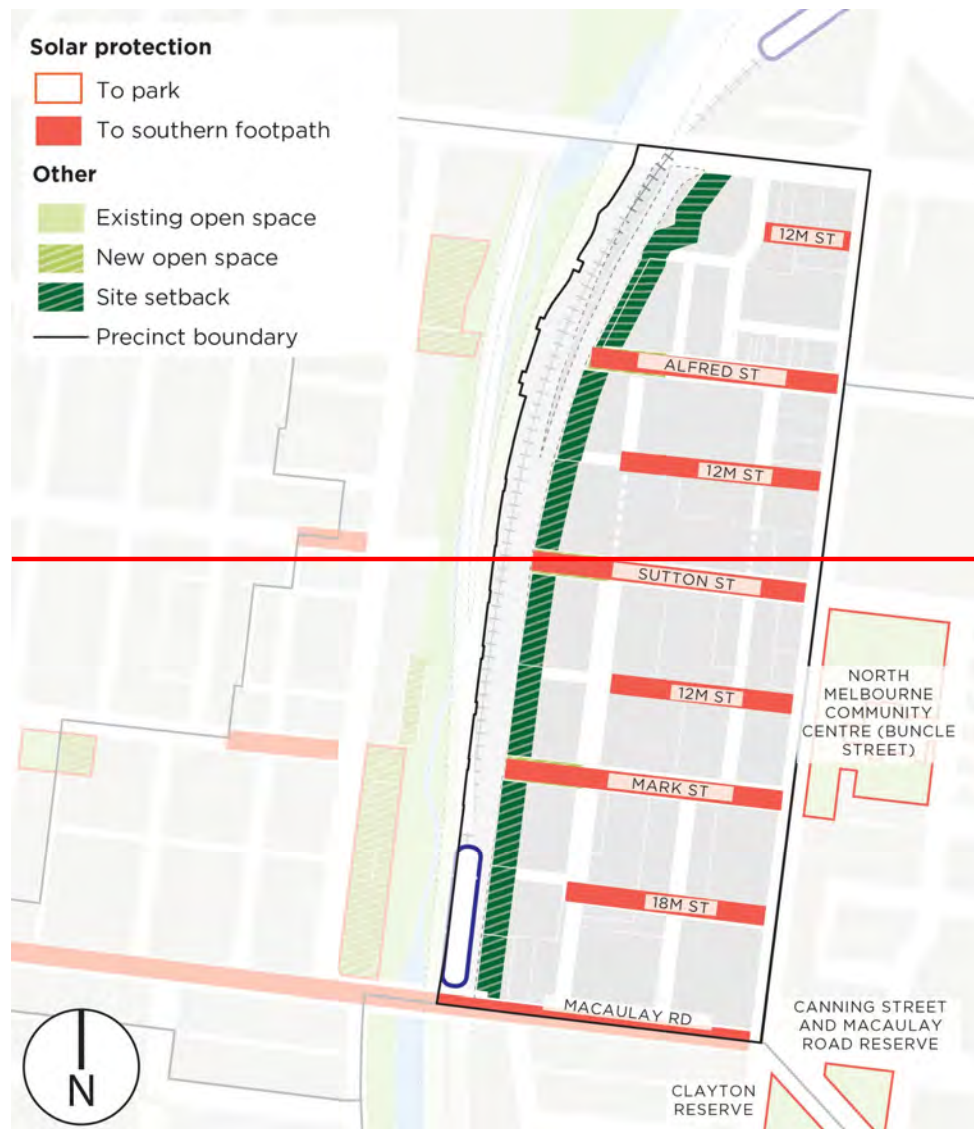 Solar protection
To park
To southern footpath
Other
Existing open space
New open space
Site setback
Precinct boundary
12M ST
ALFRED ST
12M ST
SUTTON ST
12M ST
MARK ST
18M ST
MACAULAY RD
NORTH
MELBOURNE
COMMUNITY
CENTRE (BUNCLE
STREET)
CANNING STREET
AND MACAULAY
ROAD RESERVE
CLAYTON
RESERVE
N